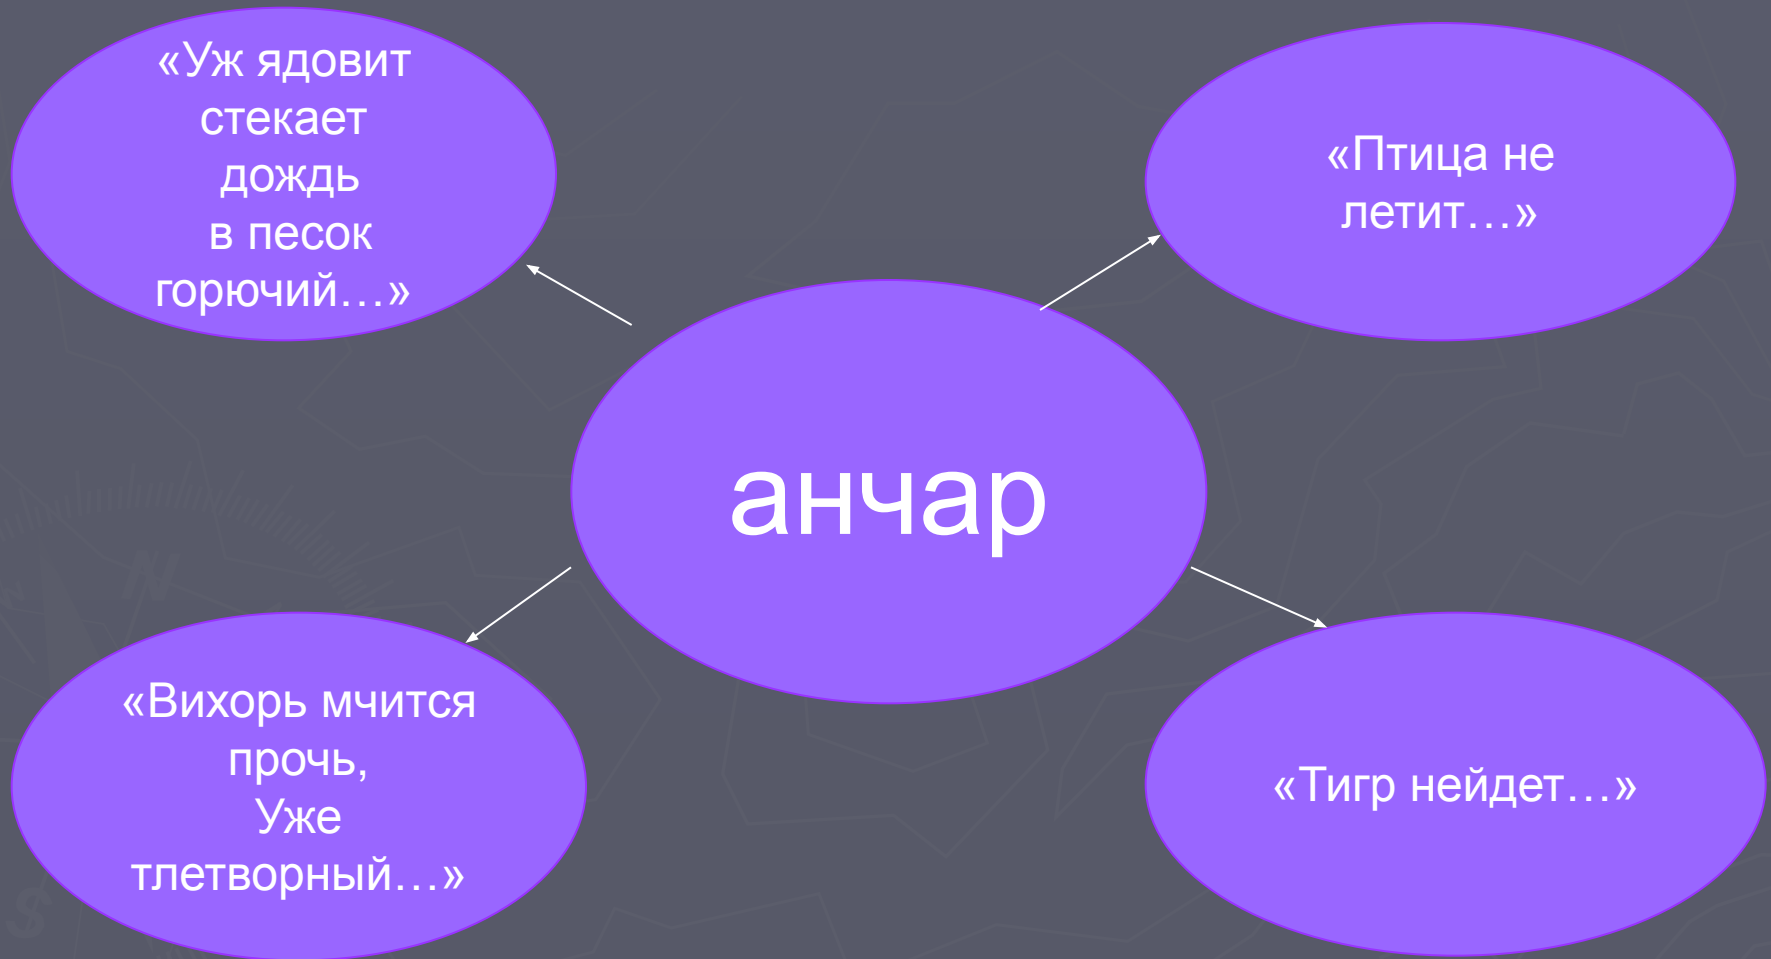 «Уж ядовит
стекает
дождь
в песок
горючий…»
«Птица не
летит…»
анчар
«Вихорь мчится
прочь,
Уже
тлетворный…»
«Тигр нейдет…»
N
S